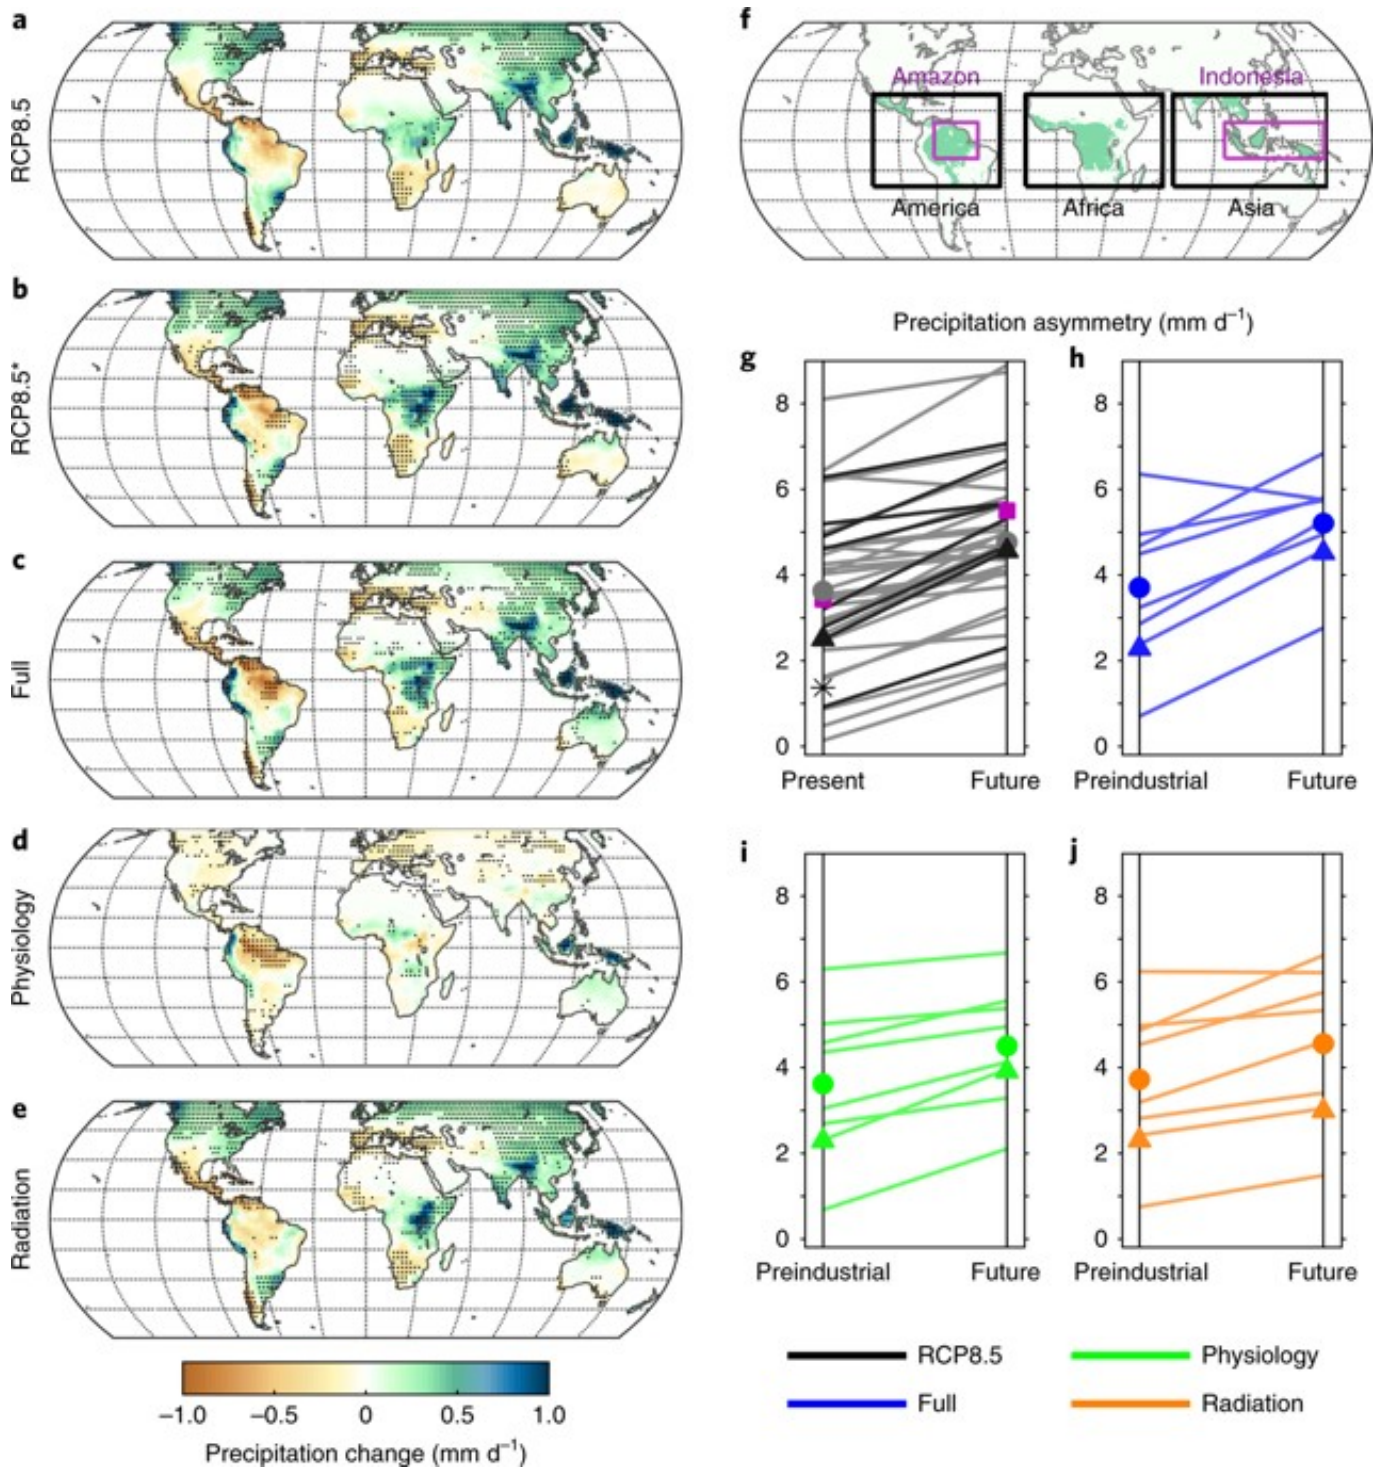 a
RCP8.5
b
RCP8.5*
c
Full
d
Physiology
e
Radiation
−1.0 −0.5 0 0.5 1.0
Precipitation change (mm d⁻¹)
f
Amazon Indonesia
America Africa Asia
Precipitation asymmetry (mm d⁻¹)
g
8
6
4
2
0
Present Future
h
8
6
4
2
0
Preindustrial Future
i
8
6
4
2
0
Preindustrial Future
j
8
6
4
2
0
Preindustrial Future
RCP8.5 Physiology
Full Radiation